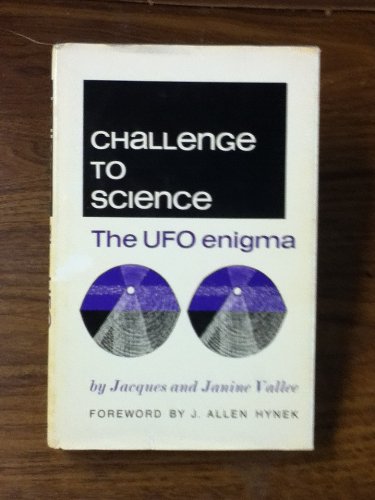 CHaLLenGe
TO
SCIENCE
The UFO enigma
by Jacques and Janine Vallee
FOREWORD BY J. ALLEN HYNEK